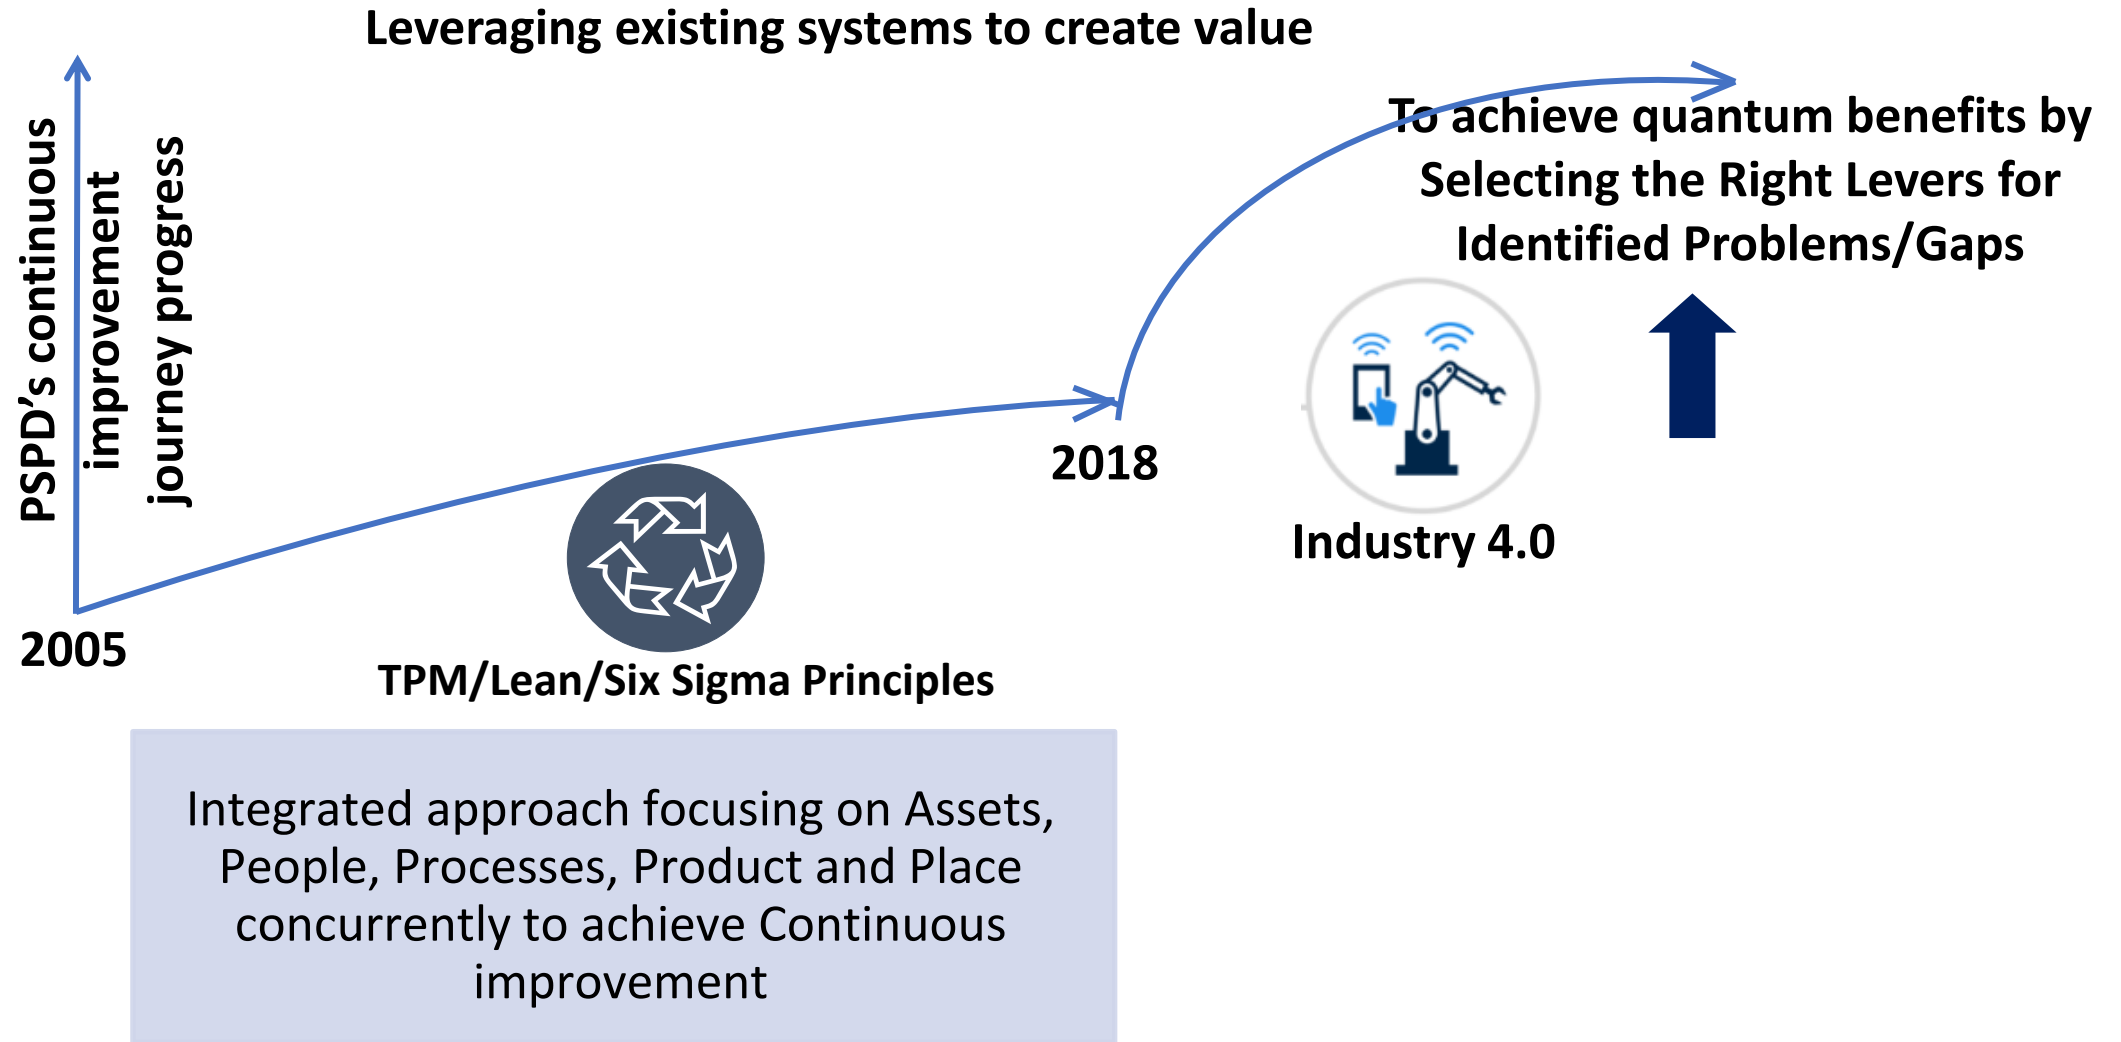 Leveraging existing systems to create value
PSPD’s continuous
improvement
journey progress
To achieve quantum benefits by
Selecting the Right Levers for
Identified Problems/Gaps
2018
Industry 4.0
2005
TPM/Lean/Six Sigma Principles
Integrated approach focusing on Assets,
People, Processes, Product and Place
concurrently to achieve Continuous
improvement